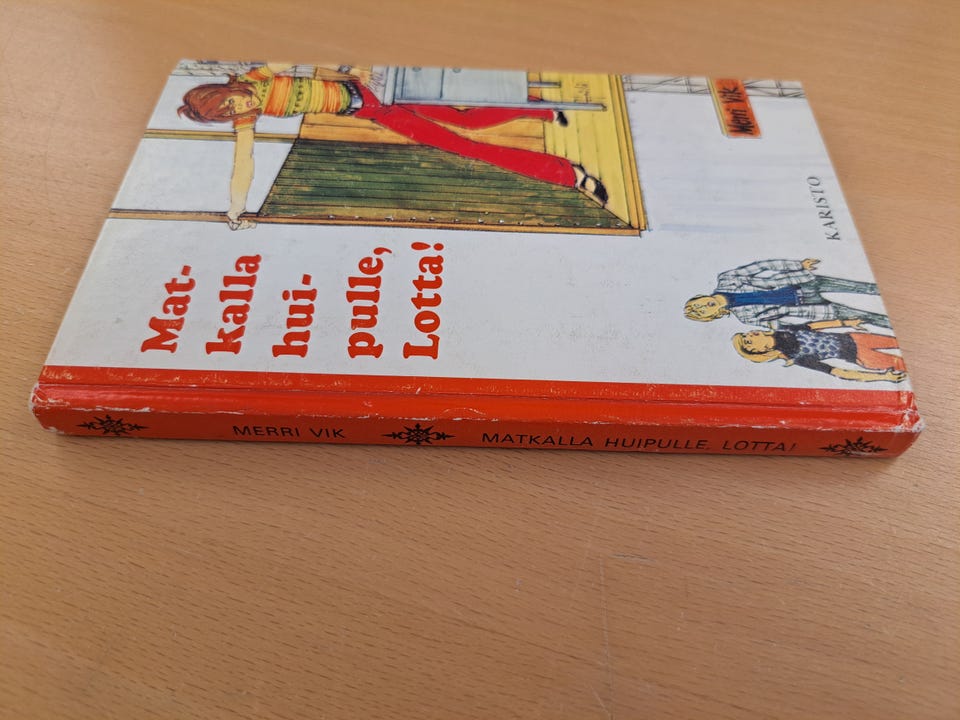 Merri Vik
Mat-
kalla
hui-
pulle,
Lotta!
KARISTO
MERRI VIK
MATKALLA HUIPULLE, LOTTA!